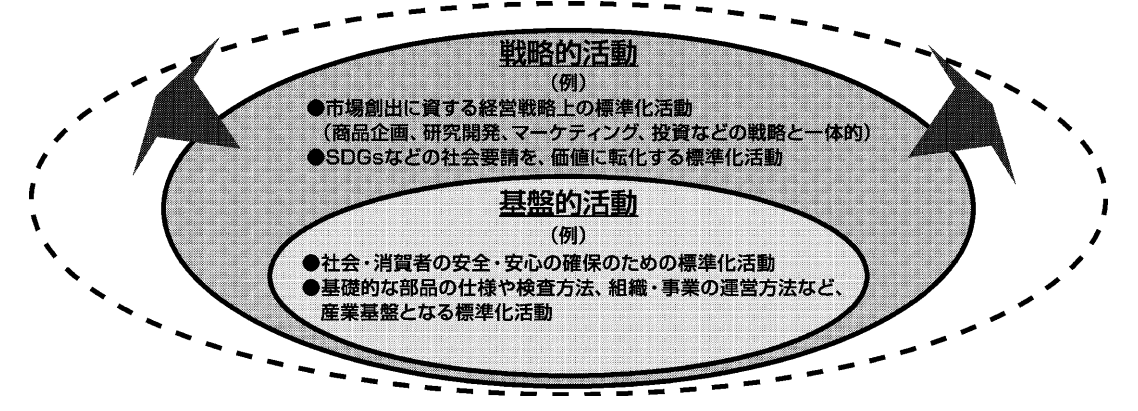 戦略的活動
（例）
●市場創出に資する経営戦略上の標準化活動
（商品企画、研究開発、マーケティング、投資などの戦略と一体的）
●SDGsなどの社会要請を、価値に転化する標準化活動
基盤的活動
（例）
●社会・消費者の安全・安心の確保のための標準化活動
●基礎的な部品の仕様や検査方法、組織・事業の運営方法など、
産業基盤となる標準化活動